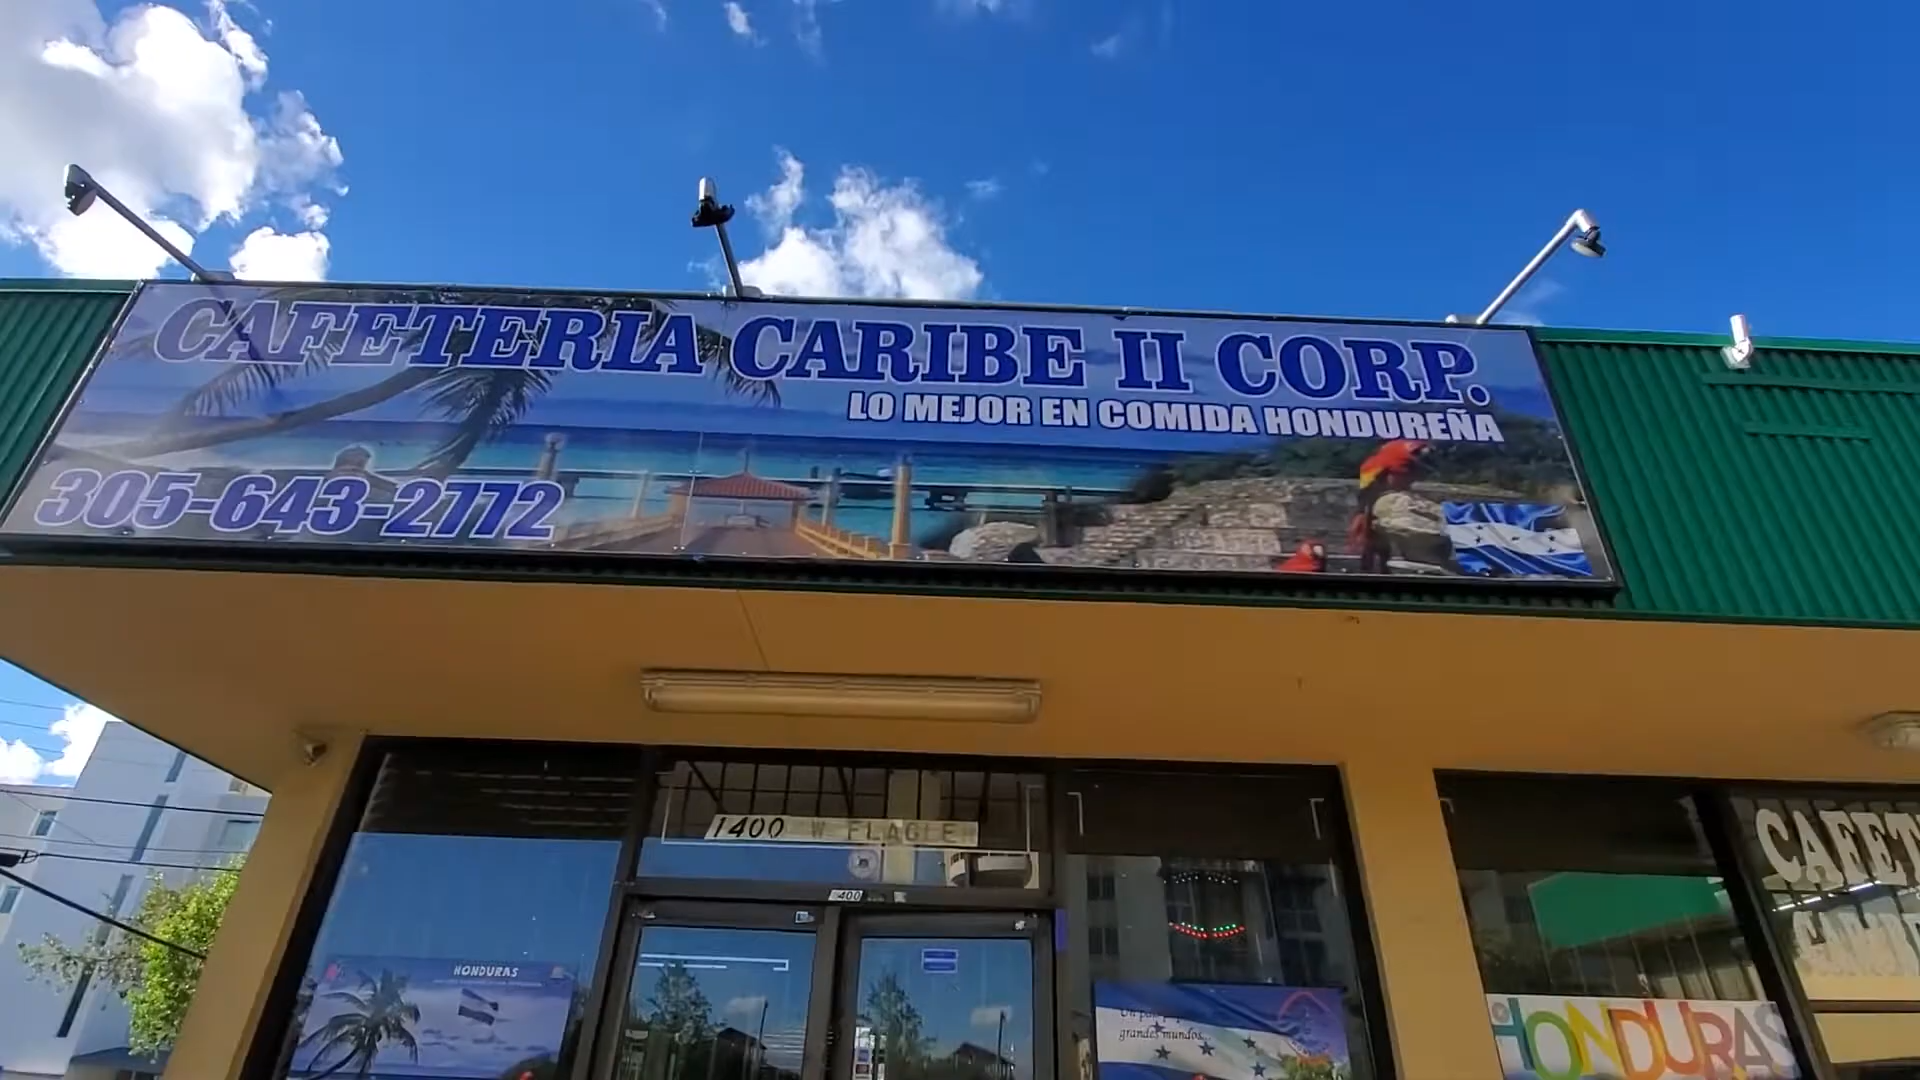 CAFETERIA CARIBE II CORP.
LO MEJOR EN COMIDA HONDUREÑA
305-643-2772
1400 W FLAGLER
400
HONDURAS
grandes mundos...
HONDURAS
CAFET